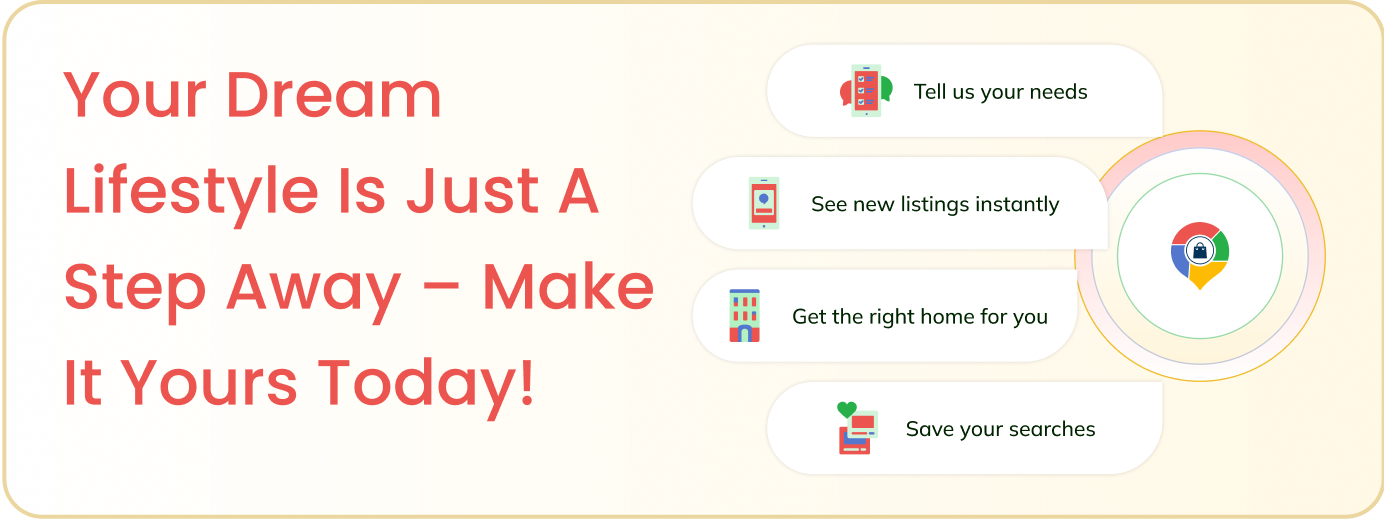 Your Dream
Lifestyle Is Just A
Step Away – Make
It Yours Today!
Tell us your needs
See new listings instantly
Get the right home for you
Save your searches